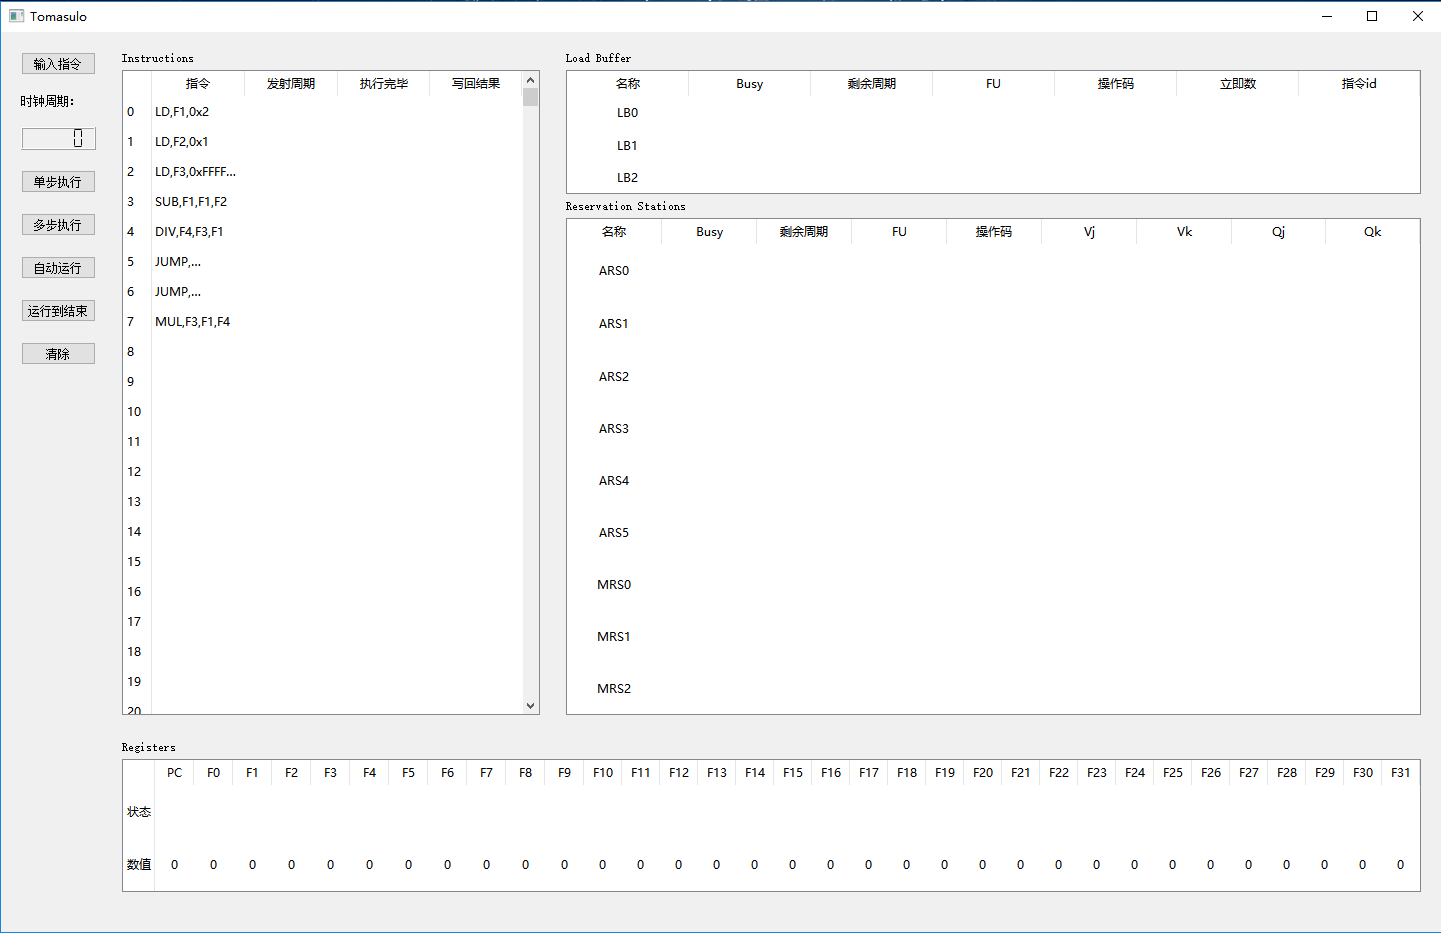 Tomasulo
输入指令
时钟周期:
0
单步执行
多步执行
自动运行
运行到结束
清除
Instructions
指令 发射周期 执行完毕 写回结果
0 LD,F1,0x2
1 LD,F2,0x1
2 LD,F3,0xFFFF...
3 SUB,F1,F1,F2
4 DIV,F4,F3,F1
5 JUMP,...
6 JUMP,...
7 MUL,F3,F1,F4
8
9
10
11
12
13
14
15
16
17
18
19
20
Load Buffer
名称 Busy 剩余周期 FU 操作码 立即数 指令id
LB0
LB1
LB2
Reservation Stations
名称 Busy 剩余周期 FU 操作码 Vj Vk Qj Qk
ARS0
ARS1
ARS2
ARS3
ARS4
ARS5
MRS0
MRS1
MRS2
Registers
PC F0 F1 F2 F3 F4 F5 F6 F7 F8 F9 F10 F11 F12 F13 F14 F15 F16 F17 F18 F19 F20 F21 F22 F23 F24 F25 F26 F27 F28 F29 F30 F31
状态
数值 0 0 0 0 0 0 0 0 0 0 0 0 0 0 0 0 0 0 0 0 0 0 0 0 0 0 0 0 0 0 0 0 0